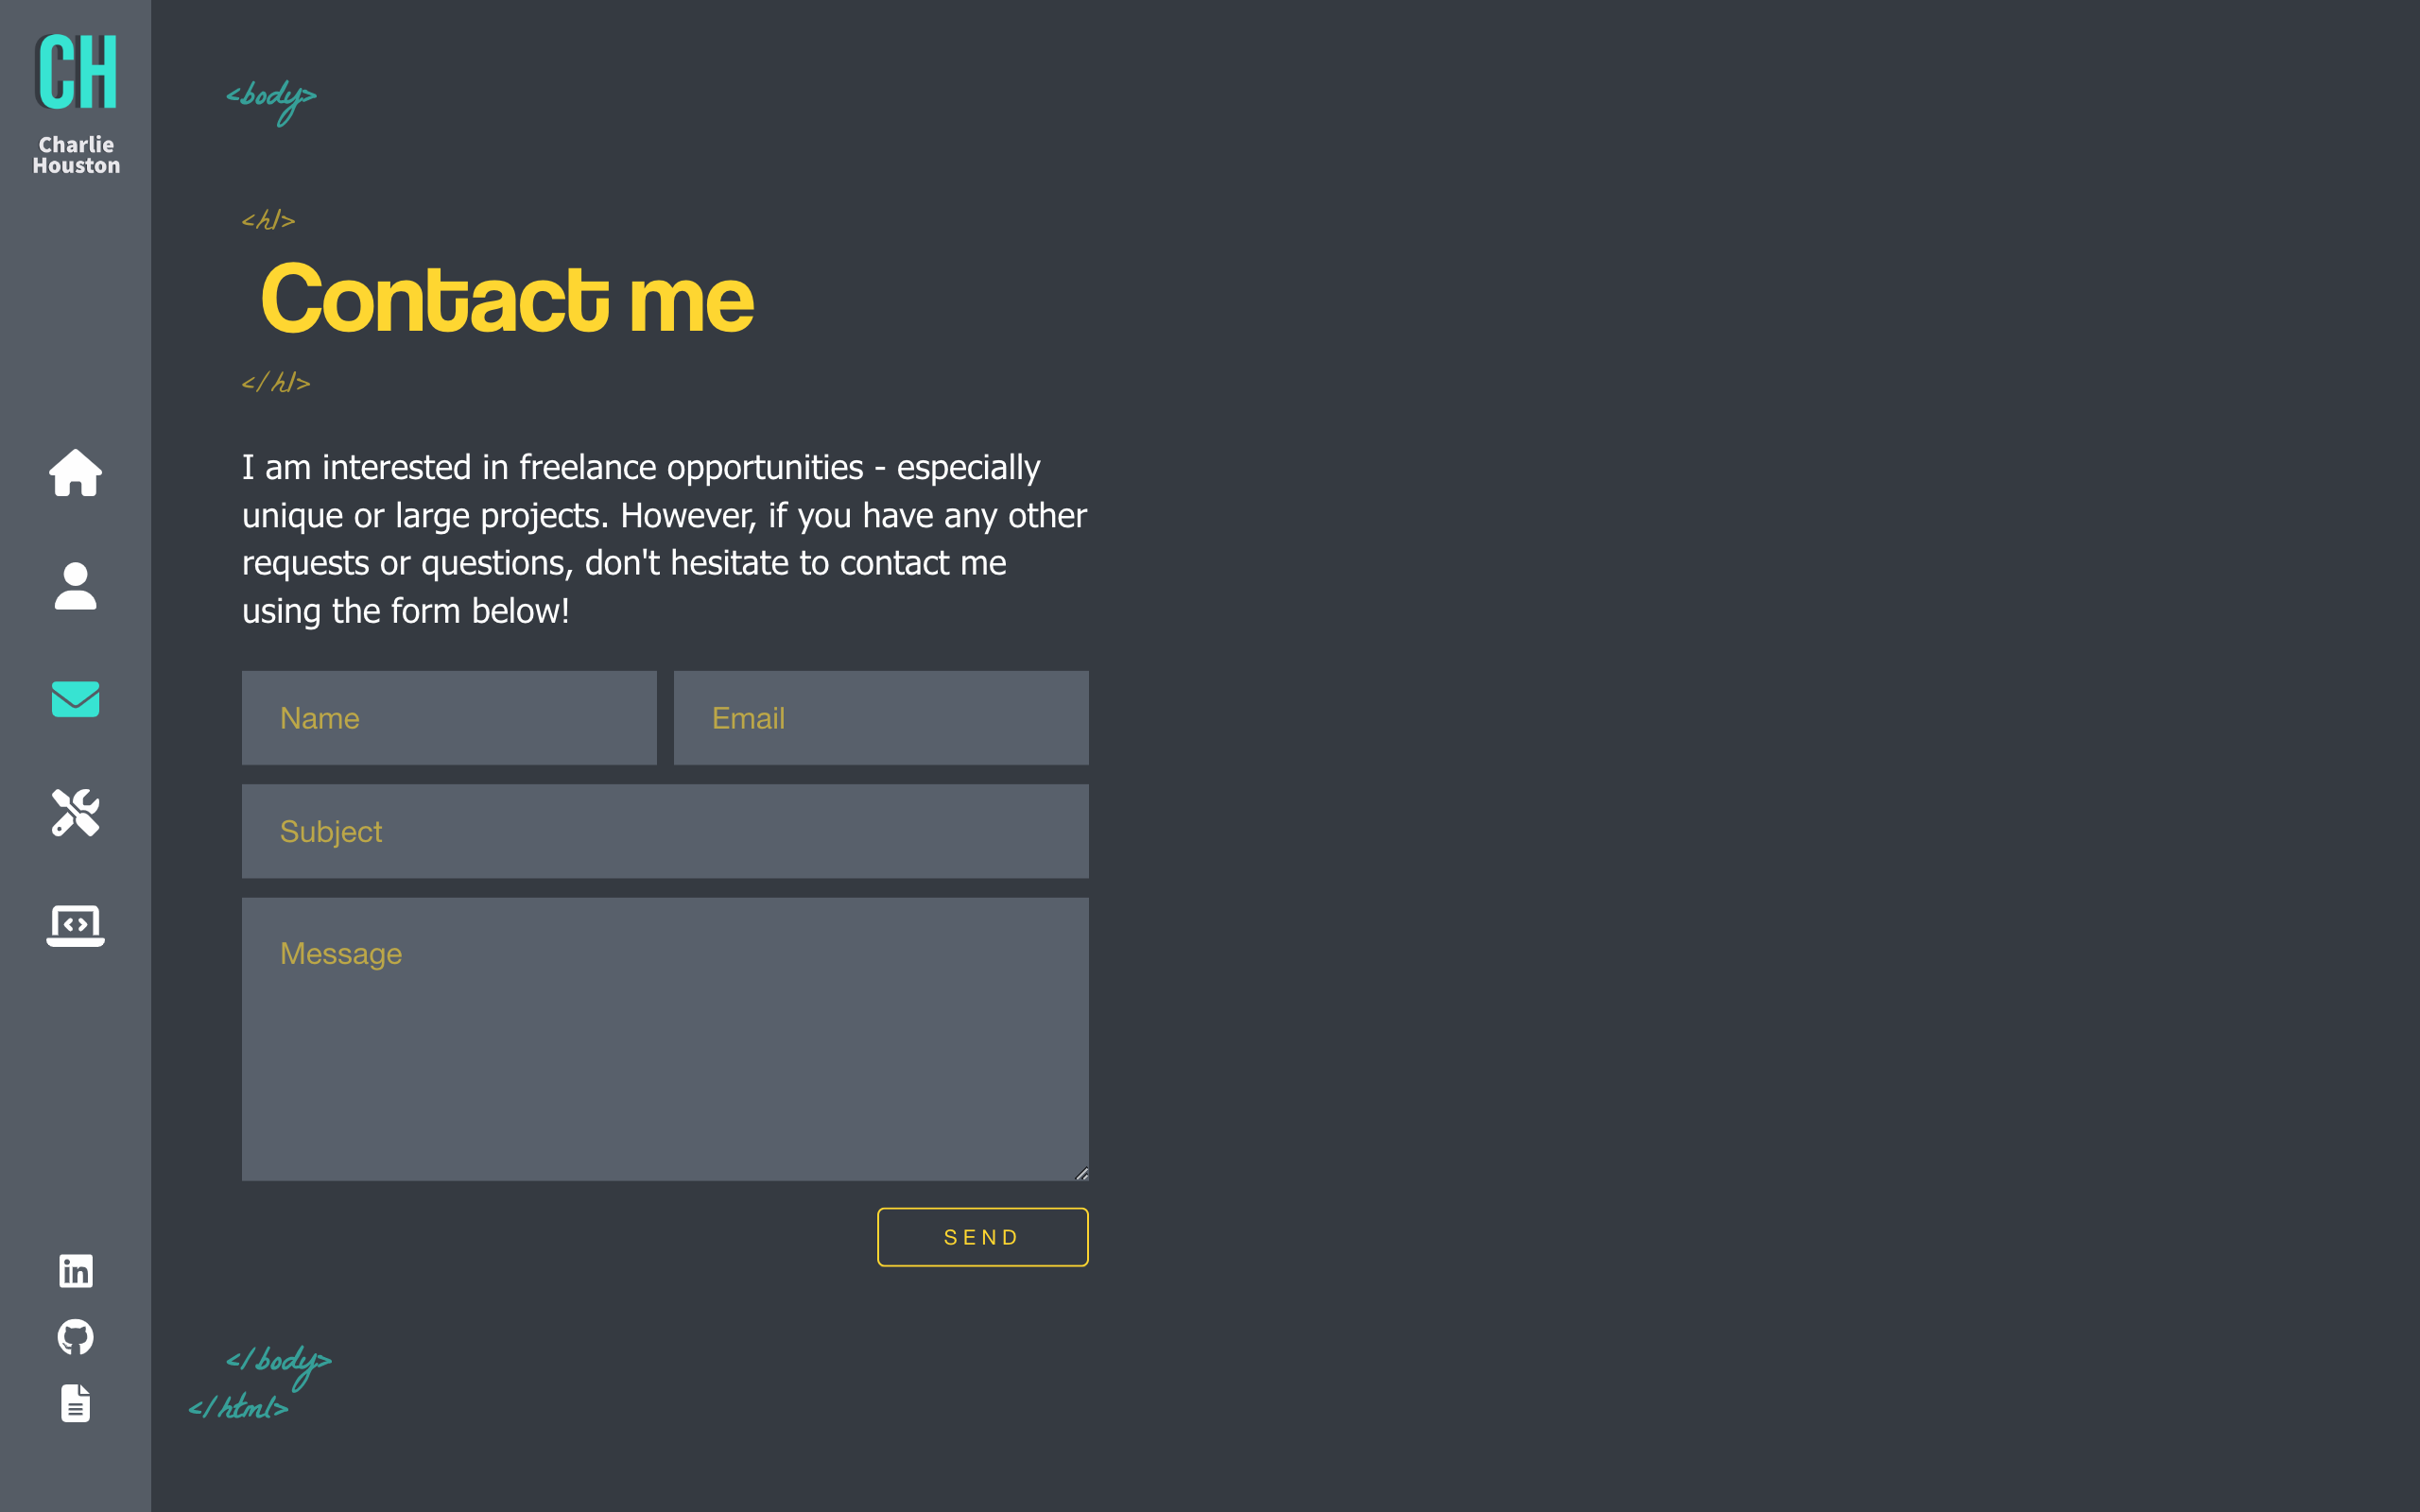 CH
Charlie
Houston
<body>
<h1>
Contact me
</h1>
I am interested in freelance opportunities - especially
unique or large projects. However, if you have any other
requests or questions, don't hesitate to contact me
using the form below!
Name Email
Subject
Message
SEND
in
</body>
</html>